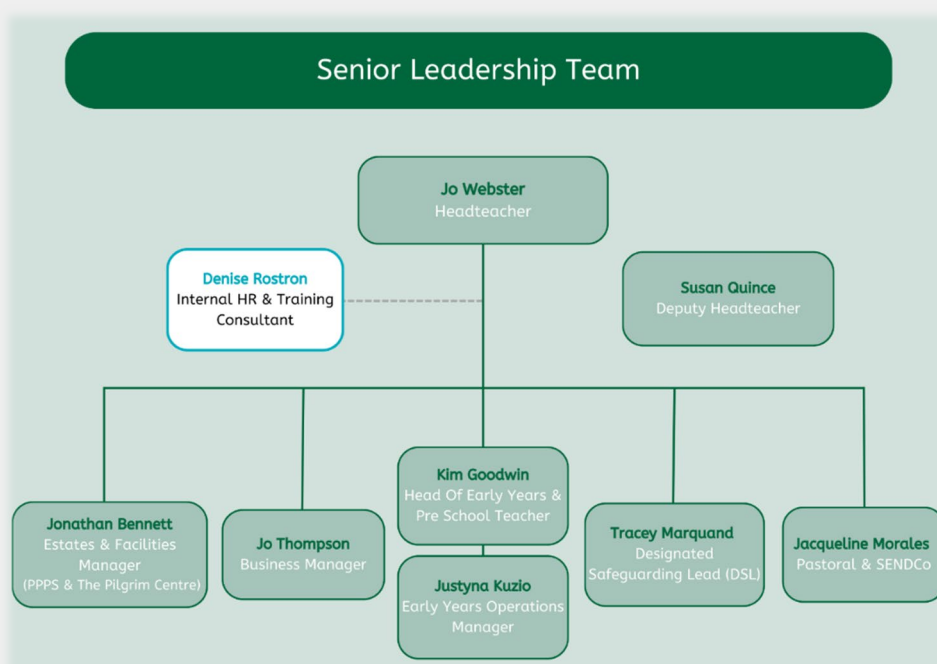 Senior Leadership Team
Jo Webster
Headteacher
Denise Rostron
Internal HR & Training
Consultant
Susan Quince
Deputy Headteacher
Jonathan Bennett
Estates & Facilities
Manager
(PPPS & The Pilgrim Centre)
Jo Thompson
Business Manager
Kim Goodwin
Head Of Early Years &
Pre School Teacher
Justyna Kuzio
Early Years Operations
Manager
Tracey Marquand
Designated
Safeguarding Lead (DSL)
Jacqueline Morales
Pastoral & SENDCo